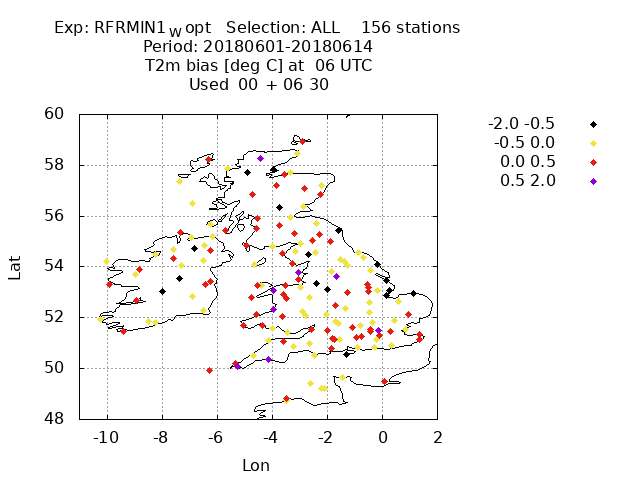 Exp: RFRMIN1_W opt Selection: ALL 156 stations
Period: 20180601-20180614
T2m bias [deg C] at 06 UTC
Used 00 + 06 30
-2.0 -0.5
-0.5 0.0
0.0 0.5
0.5 2.0
60
58
56
54
52
50
48
Lat
-10 -8 -6 -4 -2 0 2
Lon